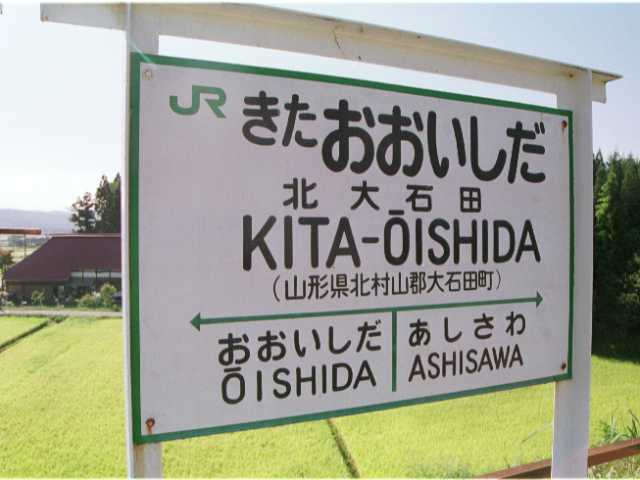 JR きたおおいしだ
北大石田
KITA-ŌISHIDA
(山形県北村山郡大石田町)
おおいしだ あしさわ
ŌISHIDA ASHISAWA